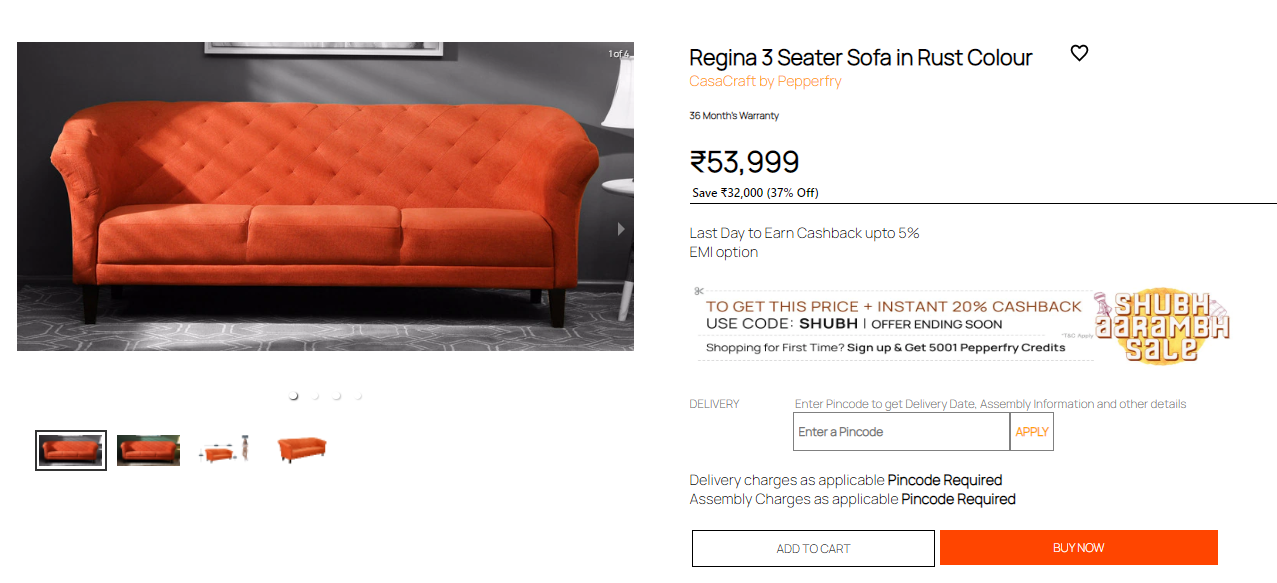 1 of 4
Regina 3 Seater Sofa in Rust Colour
CasaCraft by Pepperfry
36 Month's Warranty
₹53,999
Save ₹32,000 (37% Off)
Last Day to Earn Cashback upto 5%
EMI option
TO GET THIS PRICE + INSTANT 20% CASHBACK
USE CODE: SHUBH | OFFER ENDING SOON
*T&C Apply
Shopping for First Time? Sign up & Get 5001 Pepperfry Credits
SHUBH
aaRAMBH
Sale
DELIVERY
Enter Pincode to get Delivery Date, Assembly Information and other details
Enter a Pincode
APPLY
Delivery charges as applicable Pincode Required
Assembly Charges as applicable Pincode Required
ADD TO CART
BUY NOW